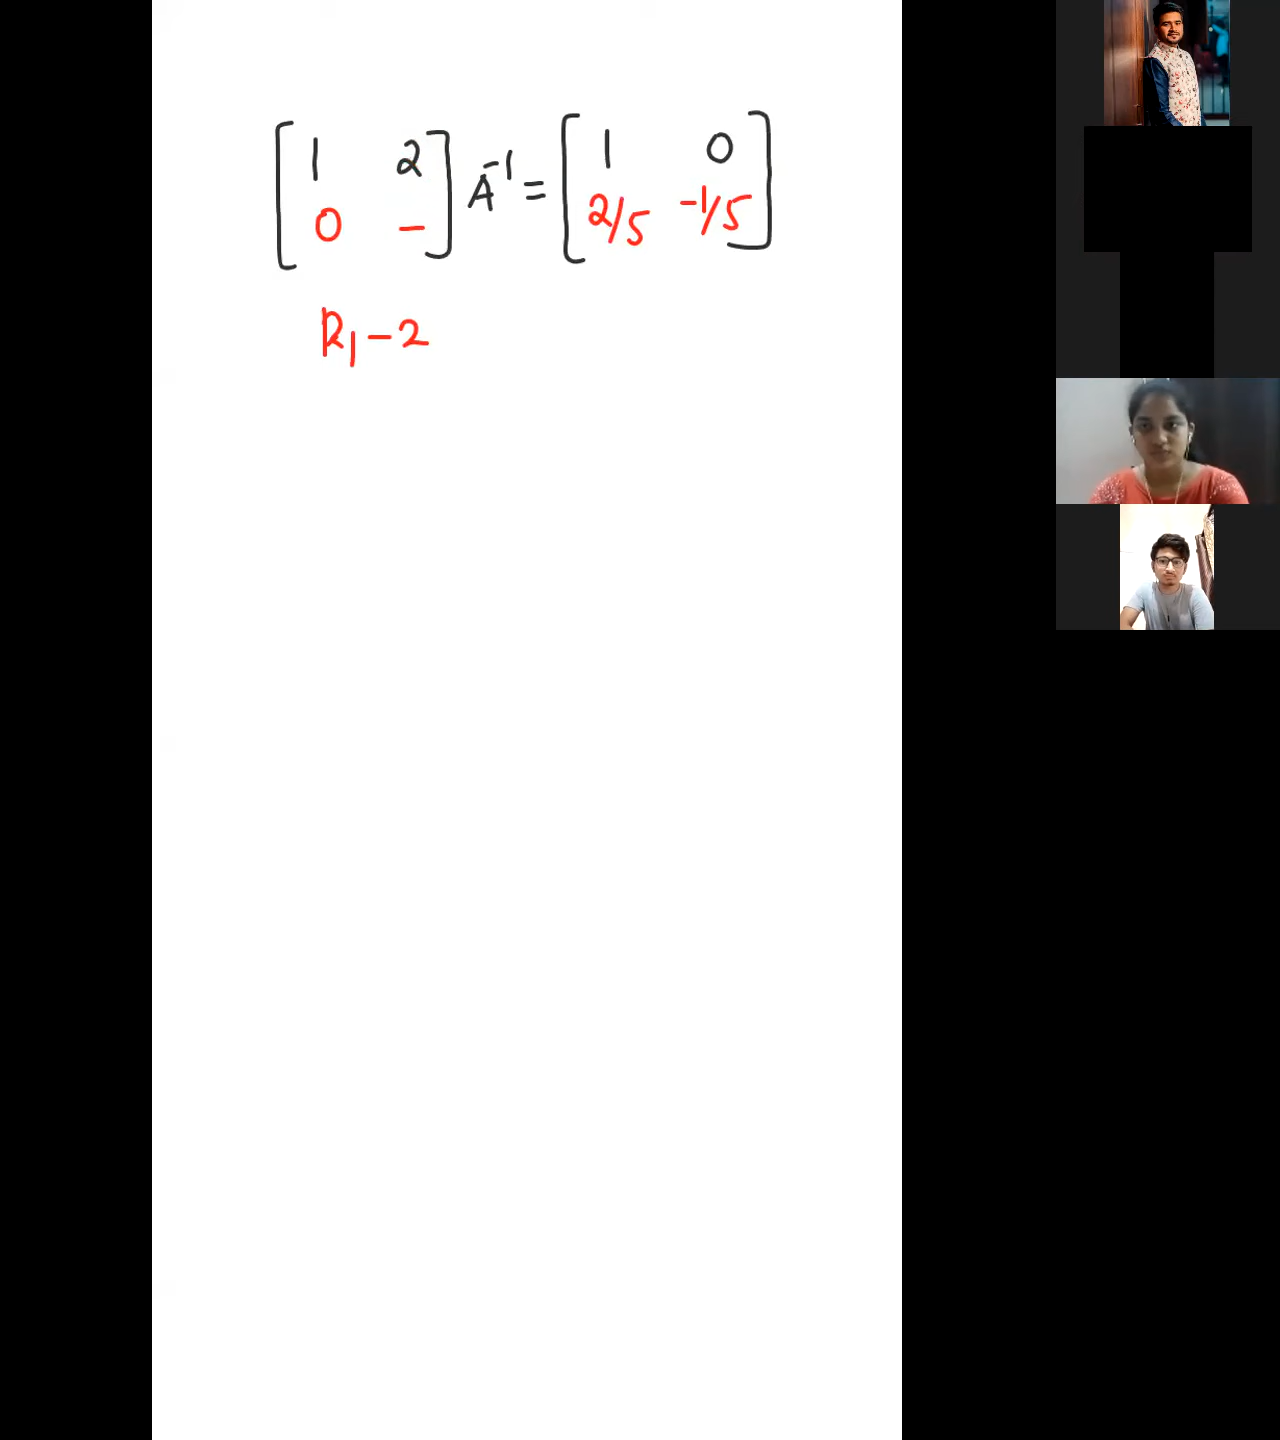 [1 2] A⁻¹ = [1 0]
[0 -] [2/5 -1/5]
R₁ - 2